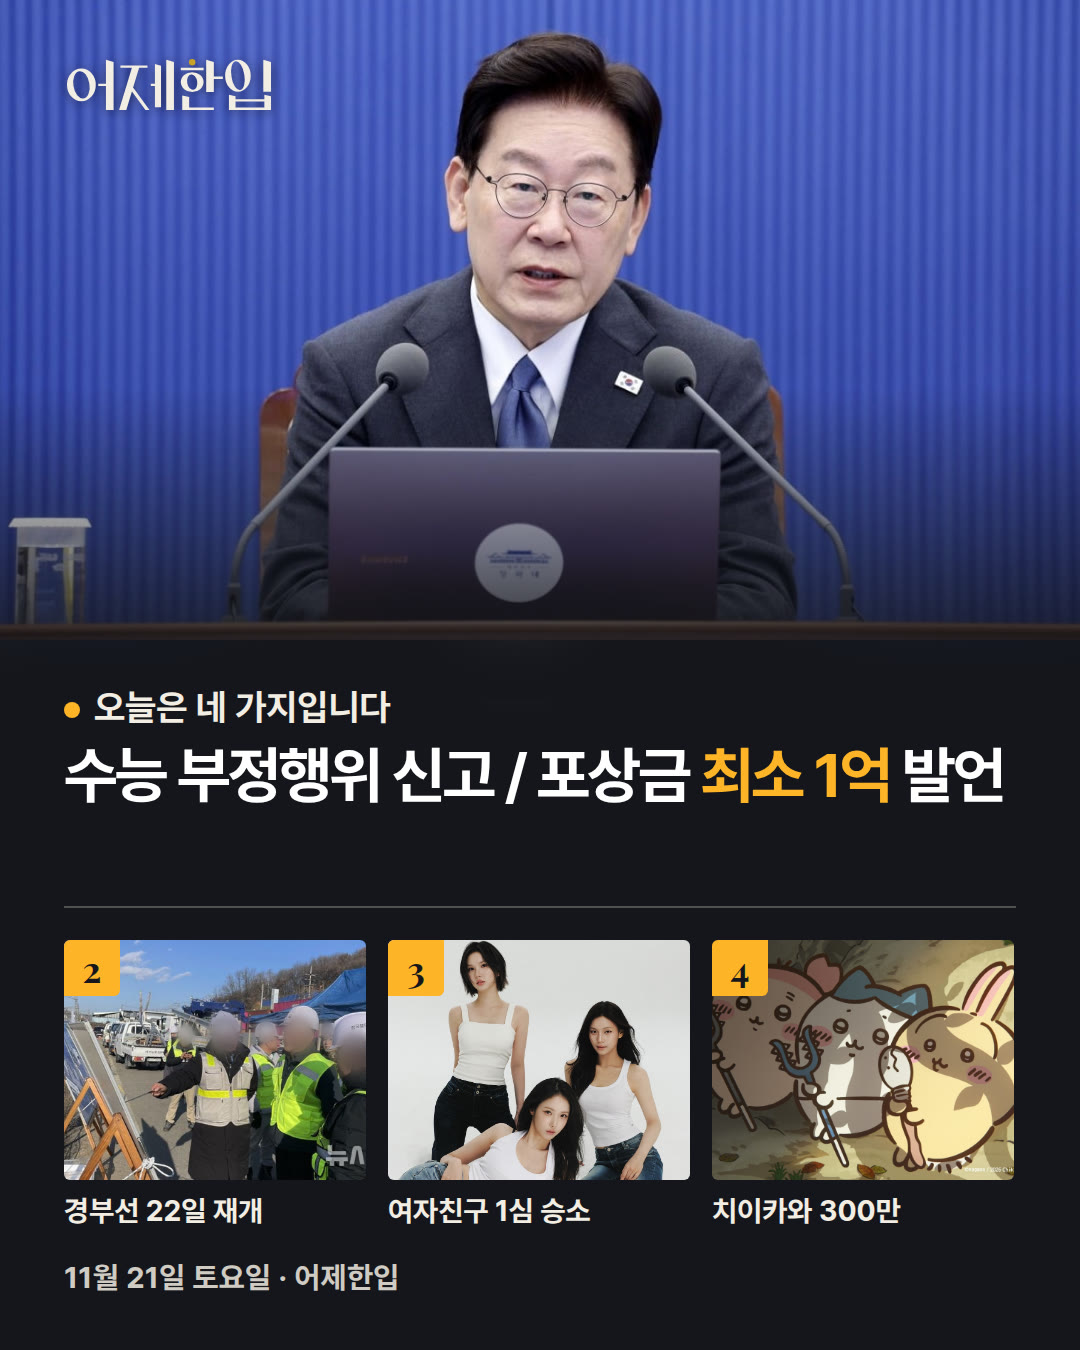 어제한입
오늘은 네 가지입니다
수능 부정행위 신고 / 포상금 최소 1억 발언
2
3
4
뉴시
경부선 22일 재개
여자친구 1심 승소
치이카와 300만
11월 21일 토요일 · 어제한입